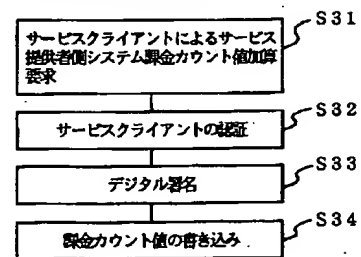 S31
サービスクライアントによるサービス
提供者側システム課金カウント値加算
要求
S32
サービスクライアントの認証
S33
デジタル署名
S34
課金カウント値の書き込み